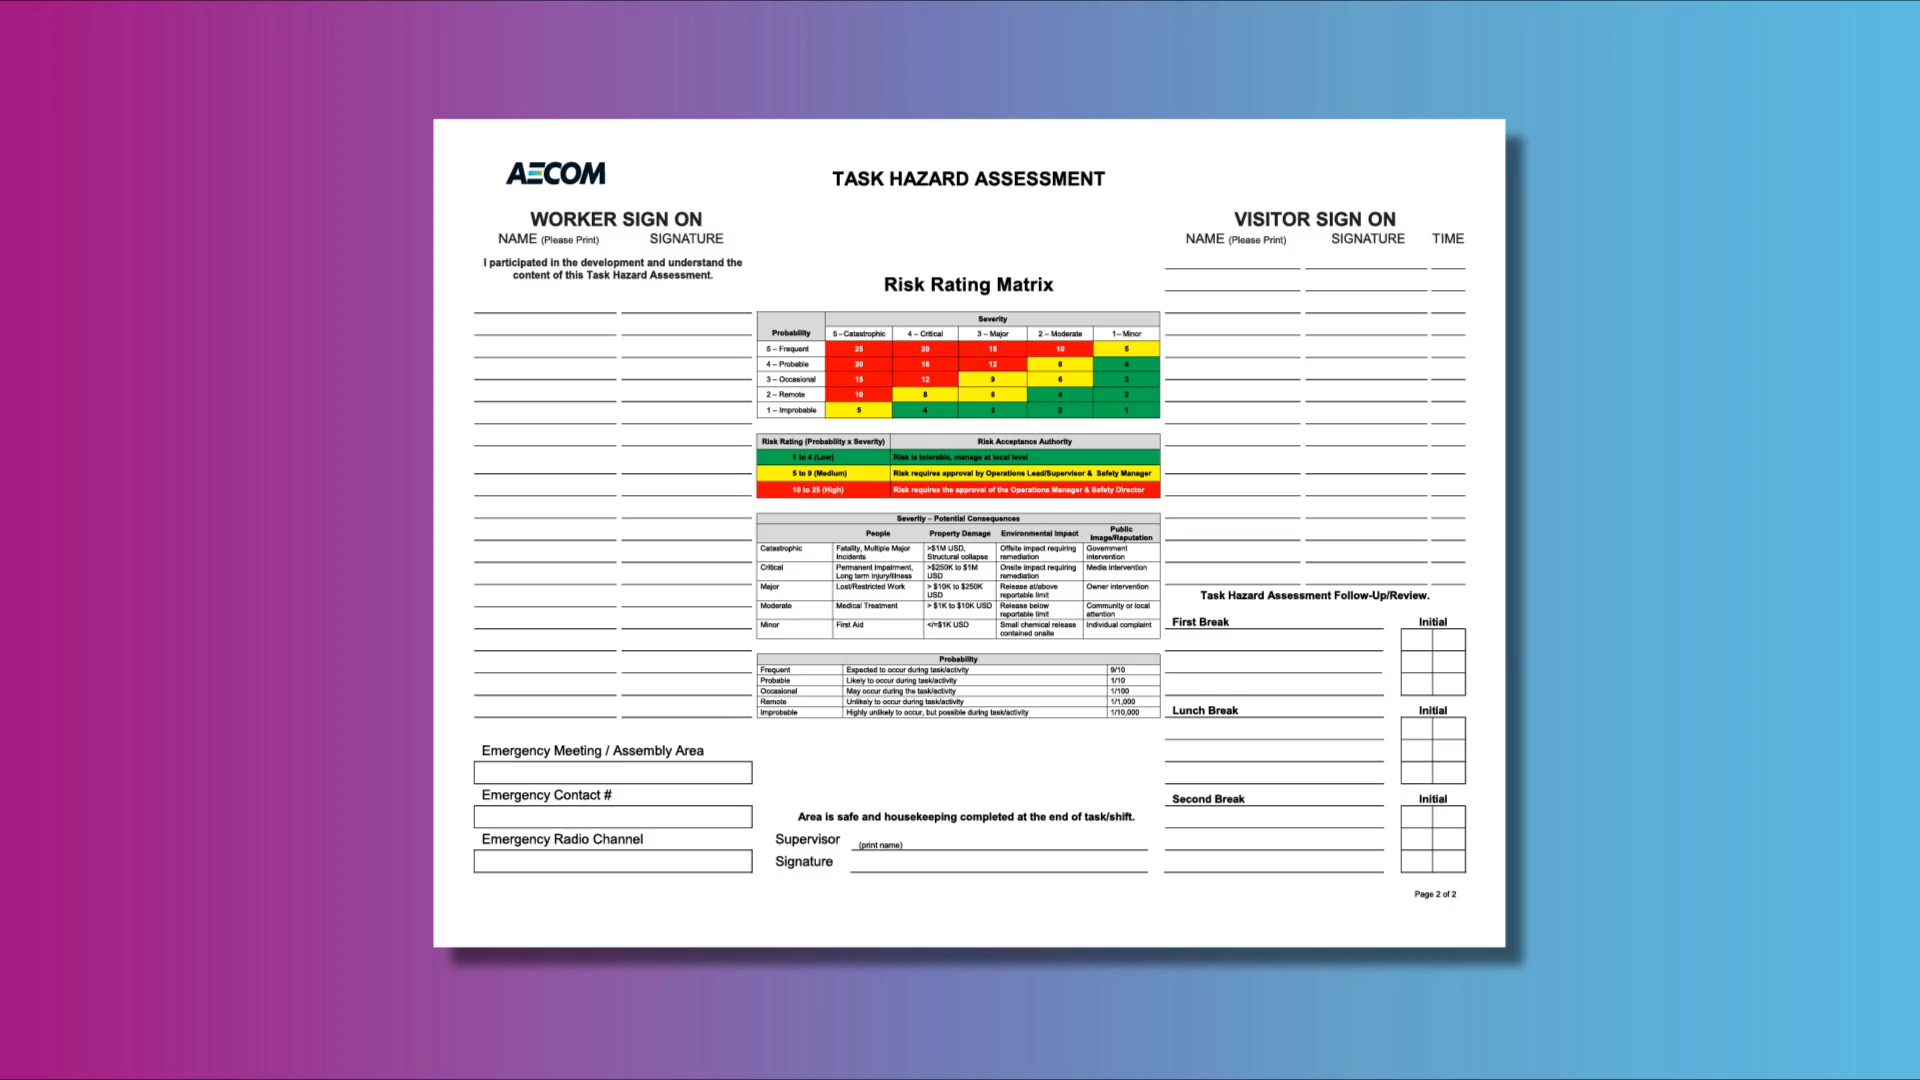 AECOM
TASK HAZARD ASSESSMENT
WORKER SIGN ON
NAME (Please Print) SIGNATURE
I participated in the development and understand the
content of this Task Hazard Assessment.
Risk Rating Matrix
Severity
Probability 5 – Catastrophic 4 – Critical 3 – Major 2 – Moderate 1 – Minor
5 – Frequent 25 20 15 10 5
4 – Probable 20 16 12 8 4
3 – Occasional 15 12 9 6 3
2 – Remote 10 8 6 4 2
1 – Improbable 5 4 3 2 1
Risk Rating (Probability x Severity) Risk Acceptance Authority
1 to 4 (Low) Risk is tolerable, manage at local level
5 to 9 (Medium) Risk requires approval by Operations Lead/Supervisor & Safety Manager
10 to 25 (High) Risk requires the approval of the Operations Manager & Safety Director
Severity – Potential Consequences
People Property Damage Environmental Impact Public Image/Reputation
Catastrophic Fatality, Multiple Major Incidents >$1M USD, Structural collapse Offsite impact requiring remediation Government intervention
Critical Permanent impairment, Long term injury/illness >$250K to $1M USD Onsite impact requiring remediation Media intervention
Major Lost/Restricted Work > $10K to $250K USD Release at/above reportable limit Owner intervention
Moderate Medical Treatment > $1K to $10K USD Release below reportable limit Community or local attention
Minor First Aid </=$1K USD Small chemical release contained onsite Individual complaint
Probability
Frequent Expected to occur during task/activity 9/10
Probable Likely to occur during task/activity 1/10
Occasional May occur during the task/activity 1/100
Remote Unlikely to occur during task/activity 1/1,000
Improbable Highly unlikely to occur, but possible during task/activity 1/10,000
VISITOR SIGN ON
NAME (Please Print) SIGNATURE TIME
Task Hazard Assessment Follow-Up/Review.
First Break Initial
Lunch Break Initial
Second Break Initial
Emergency Meeting / Assembly Area
Emergency Contact #
Emergency Radio Channel
Area is safe and housekeeping completed at the end of task/shift.
Supervisor (print name)
Signature
Page 2 of 2